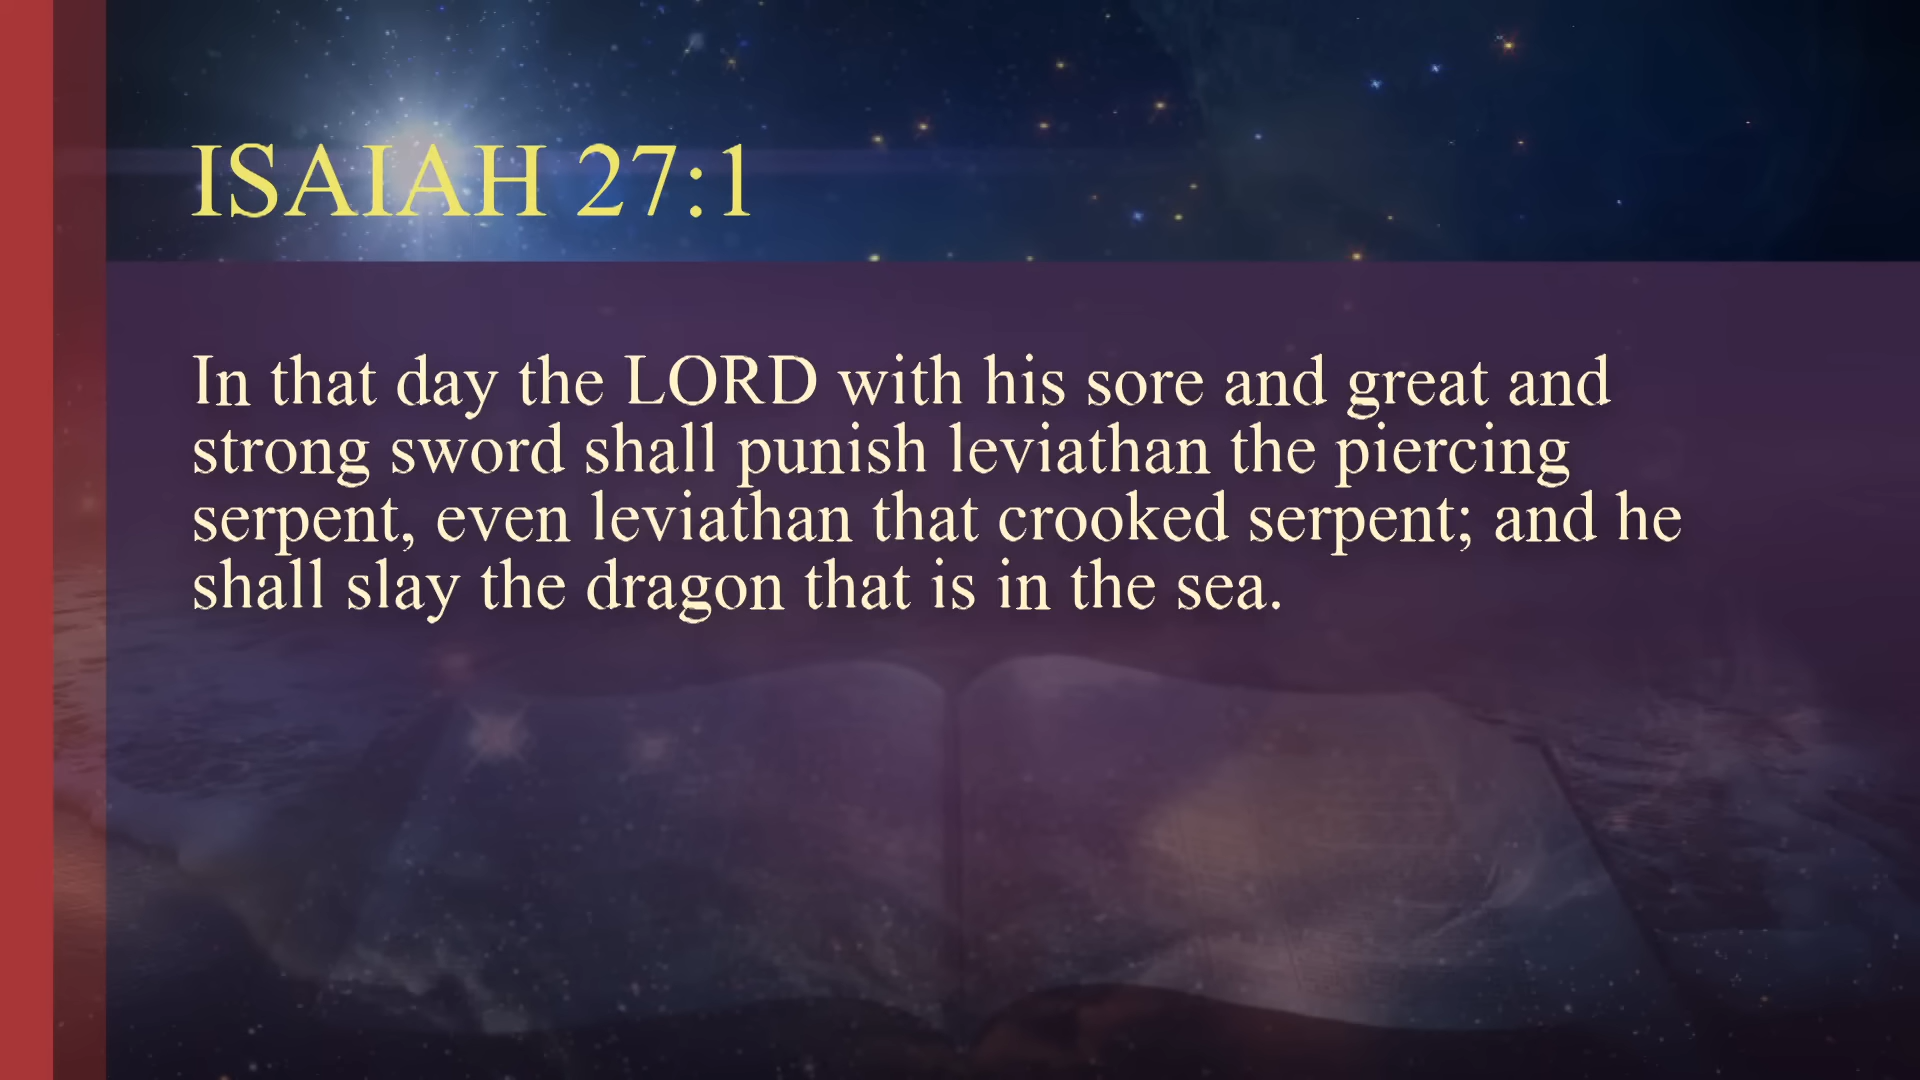 ISAIAH 27:1
In that day the LORD with his sore and great and
strong sword shall punish leviathan the piercing
serpent, even leviathan that crooked serpent; and he
shall slay the dragon that is in the sea.